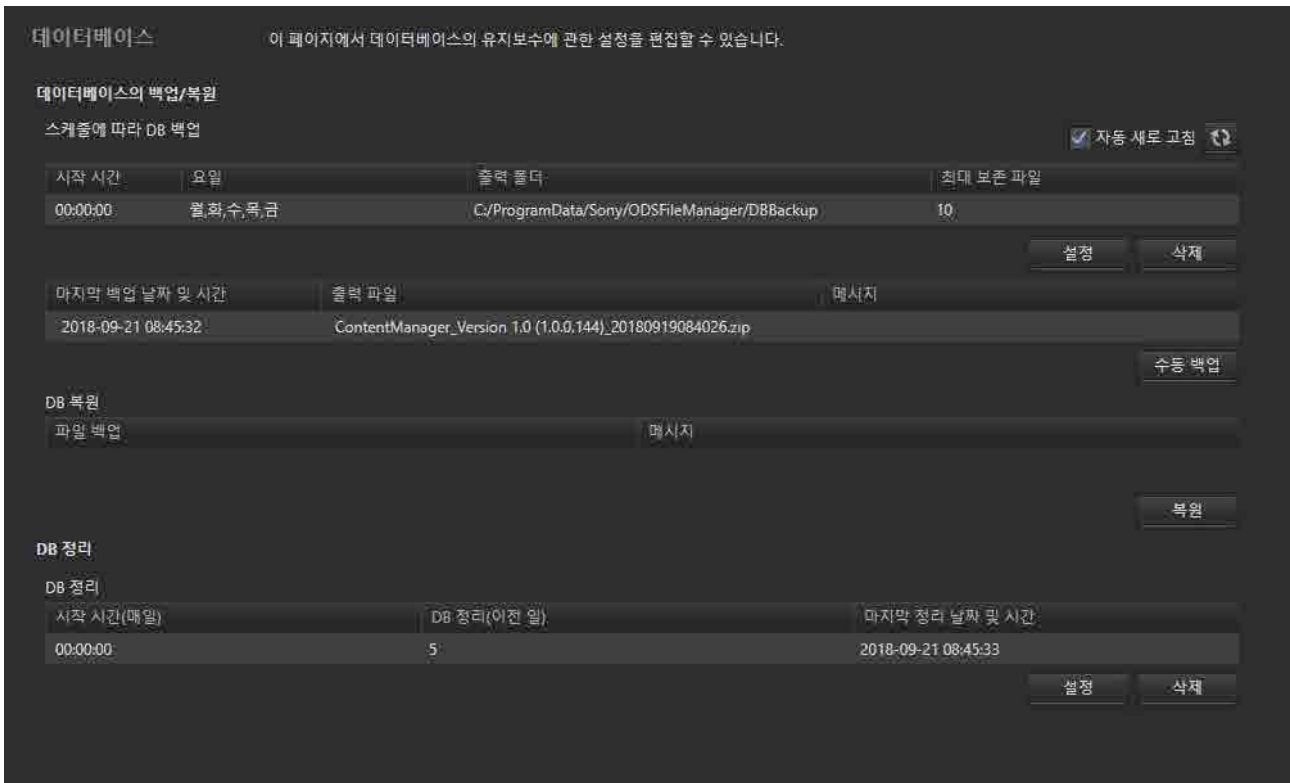 데이터베이스 이 페이지에서 데이터베이스의 유지보수에 관한 설정을 편집할 수 있습니다.
데이터베이스의 백업/복원
스케줄에 따라 DB 백업
자동 새로 고침
시작 시간 요일 출력 폴더 최대 보존 파일
00:00:00 월,화,수,목,금 C:/ProgramData/Sony/ODSFileManager/DBBackup 10
설정 삭제
마지막 백업 날짜 및 시간 출력 파일 메시지
2018-09-21 08:45:32 ContentManager_Version 1.0 (1.0.0.144)_20180919084026.zip
수동 백업
DB 복원
파일 백업 메시지
복원
DB 정리
DB 정리
시작 시간(매일) DB 정리(이전 일) 마지막 정리 날짜 및 시간
00:00:00 5 2018-09-21 08:45:33
설정 삭제